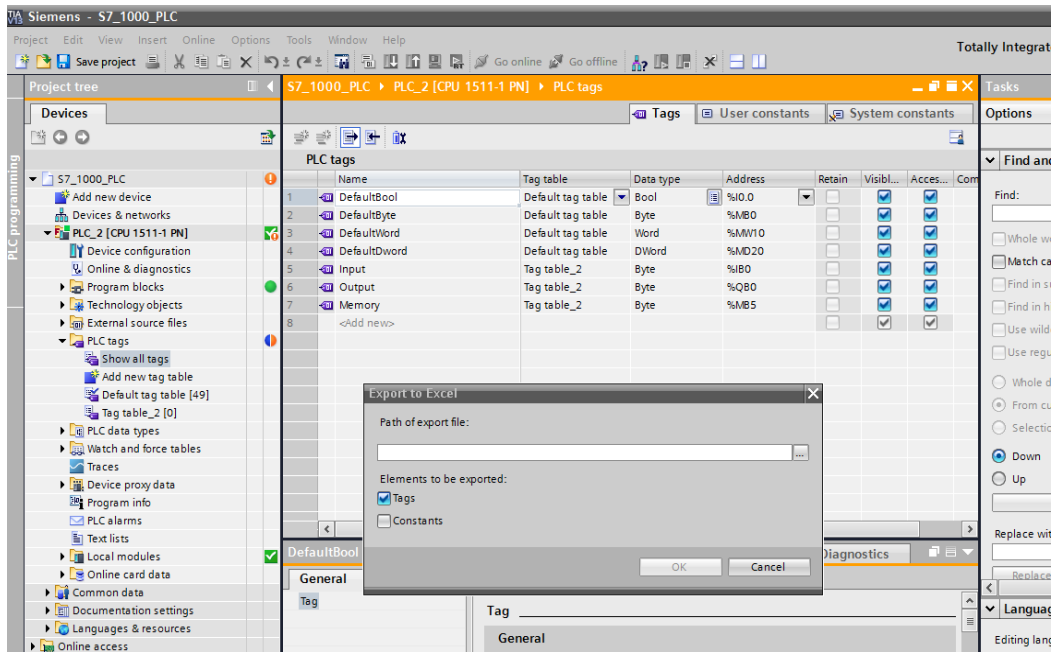 Siemens - S7_1000_PLC
Project Edit View Insert Online Options Tools Window Help
Totally Integrat
Save project
Go online Go offline
Project tree
S7_1000_PLC PLC_2 [CPU 1511-1 PN] PLC tags
Tasks
Devices
Tags User constants System constants
Options
PLC programming
PLC tags
Name Tag table Data type Address Retain Visibl... Acces... Com
1 DefaultBool Default tag table Bool %I0.0
2 DefaultByte Default tag table Byte %MB0
3 DefaultWord Default tag table Word %MW10
4 DefaultDword Default tag table DWord %MD20
5 Input Tag table_2 Byte %IB0
6 Output Tag table_2 Byte %QB0
7 Memory Tag table_2 Byte %MB5
8 <Add new>
S7_1000_PLC
Add new device
Devices & networks
PLC_2 [CPU 1511-1 PN]
Device configuration
Online & diagnostics
Program blocks
Technology objects
External source files
PLC tags
Show all tags
Add new tag table
Default tag table [49]
Tag table_2 [0]
PLC data types
Watch and force tables
Traces
Device proxy data
Program info
PLC alarms
Text lists
Local modules
Online card data
Common data
Documentation settings
Languages & resources
Online access
Export to Excel
Path of export file:
...
Elements to be exported:
Tags
Constants
OK Cancel
DefaultBool
Diagnostics
General
Tag
Tag
General
Find and
Find:
Whole wo
Match ca
Find in su
Find in h
Use wild
Use regu
Whole d
From cu
Selectio
Down
Up
Replace wit
Replace
Languag
Editing lang